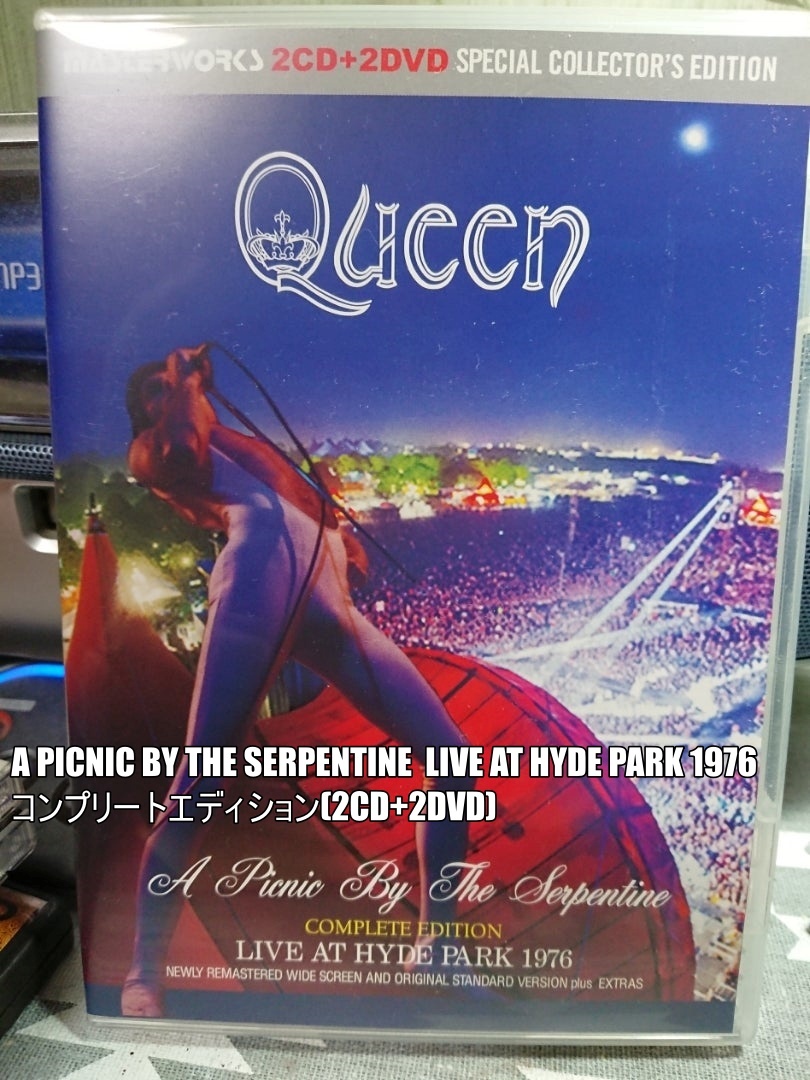 MASTERWORKS 2CD+2DVD SPECIAL COLLECTOR'S EDITION
Queen
MP3
A PICNIC BY THE SERPENTINE LIVE AT HYDE PARK 1976
コンプリートエディション(2CD+2DVD)
A Picnic By The Serpentine
COMPLETE EDITION
LIVE AT HYDE PARK 1976
NEWLY REMASTERED WIDE SCREEN AND ORIGINAL STANDARD VERSION plus EXTRAS